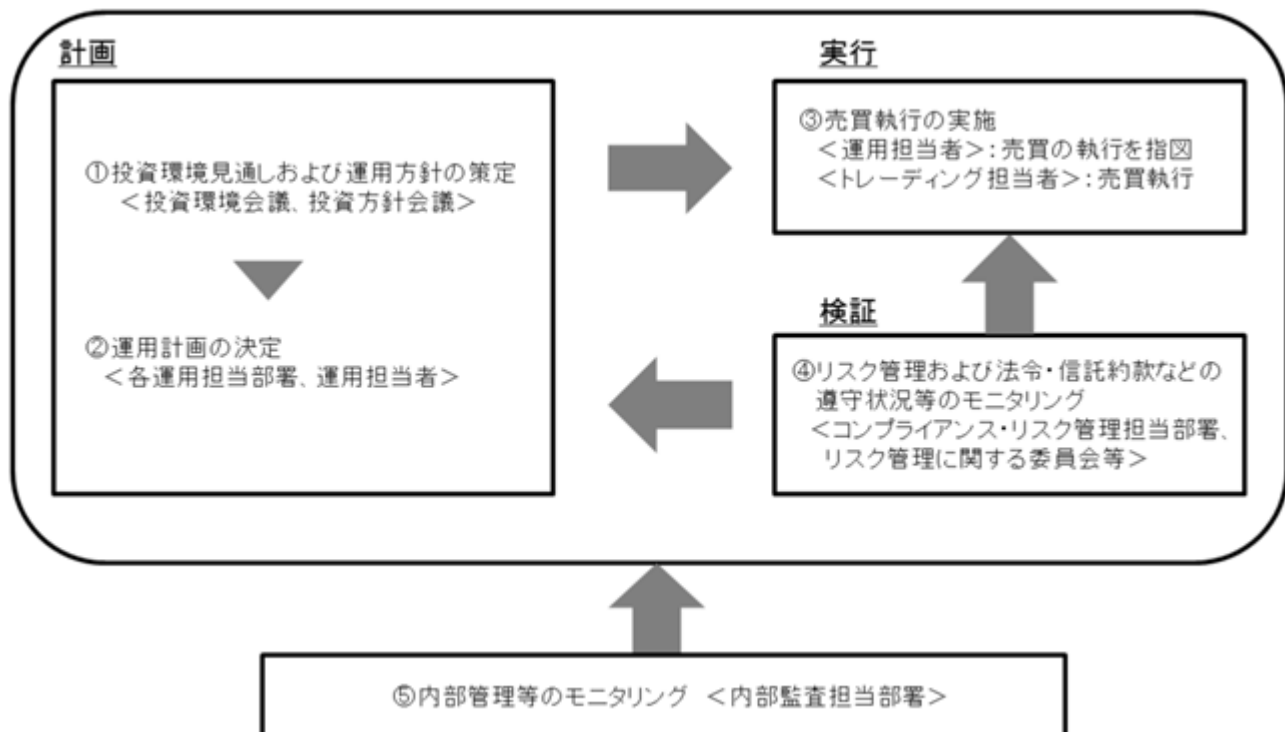 計画
①投資環境見通しおよび運用方針の策定
<投資環境会議、投資方針会議>
②運用計画の決定
<各運用担当部署、運用担当者>
実行
③売買執行の実施
<運用担当者>:売買の執行を指図
<トレーディング担当者>:売買執行
検証
④リスク管理および法令・信託約款などの
遵守状況等のモニタリング
<コンプライアンス・リスク管理担当部署、
リスク管理に関する委員会等>
⑤内部管理等のモニタリング <内部監査担当部署>